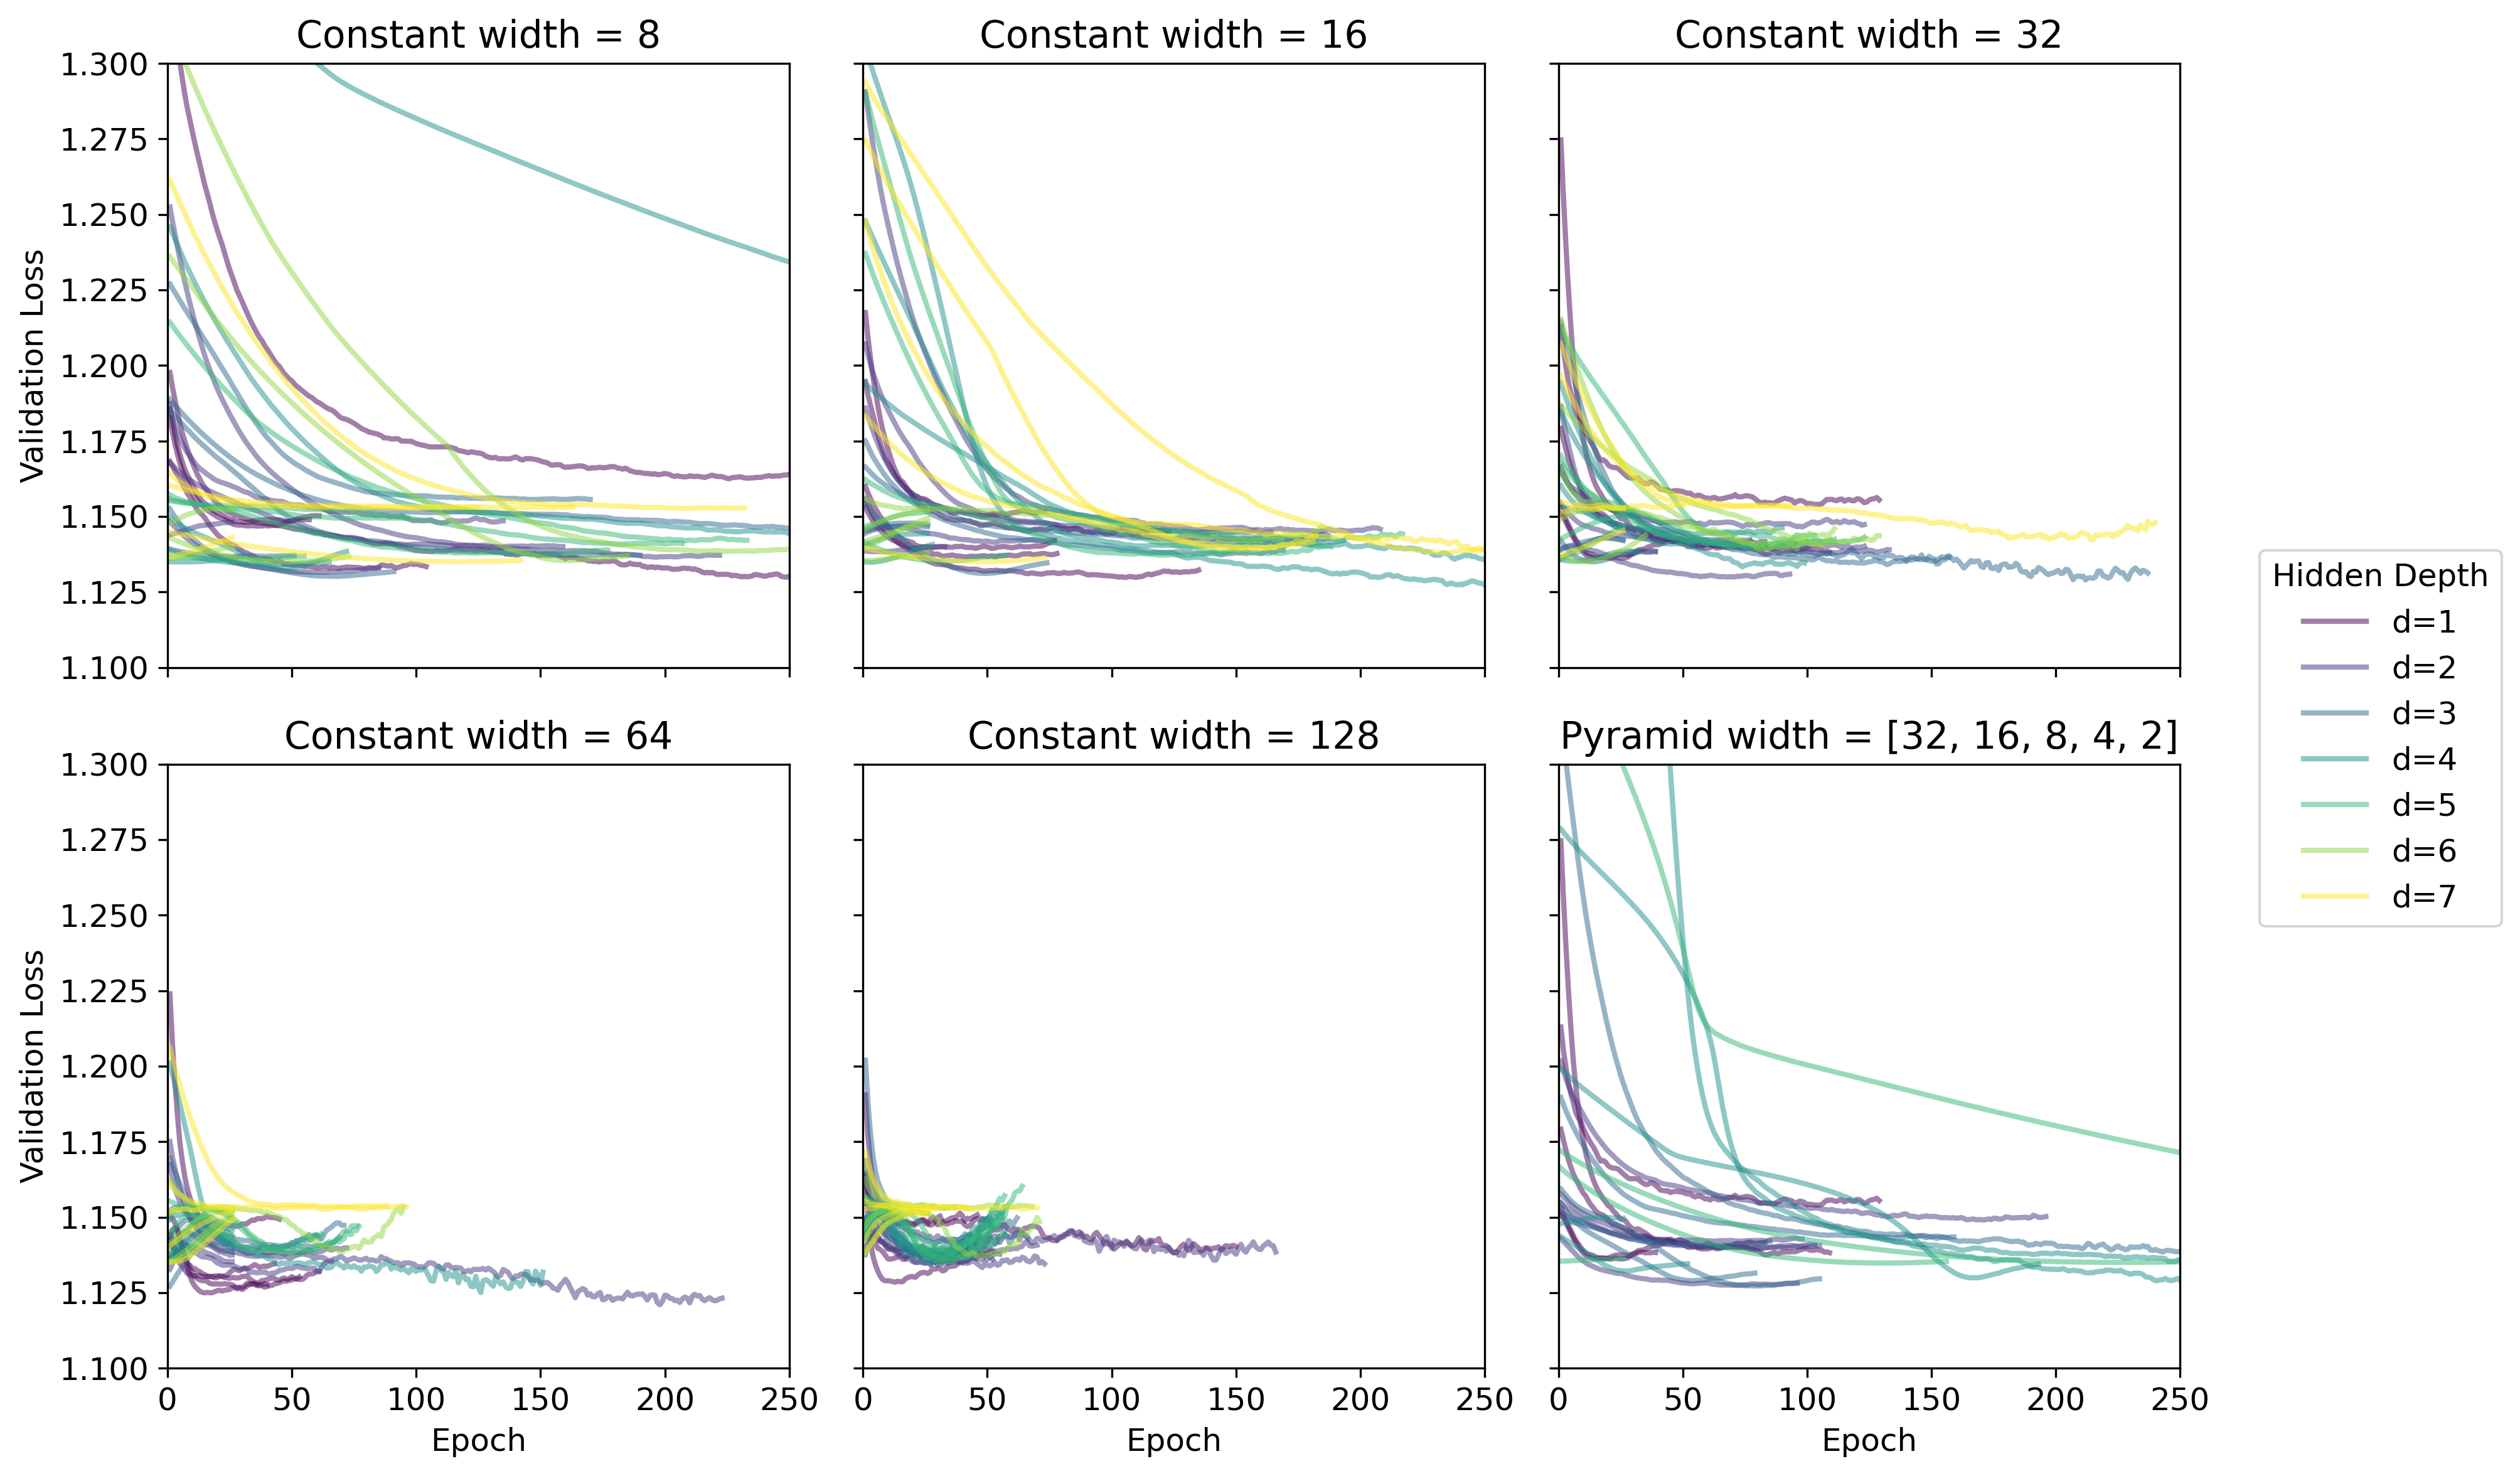 Constant width = 8
Constant width = 16
Constant width = 32
1.300
1.275
1.250
1.225
1.200
1.175
1.150
1.125
1.100
Validation Loss
Hidden Depth
d=1
d=2
d=3
d=4
d=5
d=6
d=7
Constant width = 64
Constant width = 128
Pyramid width = [32, 16, 8, 4, 2]
1.300
1.275
1.250
1.225
1.200
1.175
1.150
1.125
1.100
Validation Loss
0 50 100 150 200 250
0 50 100 150 200 250
0 50 100 150 200 250
Epoch
Epoch
Epoch